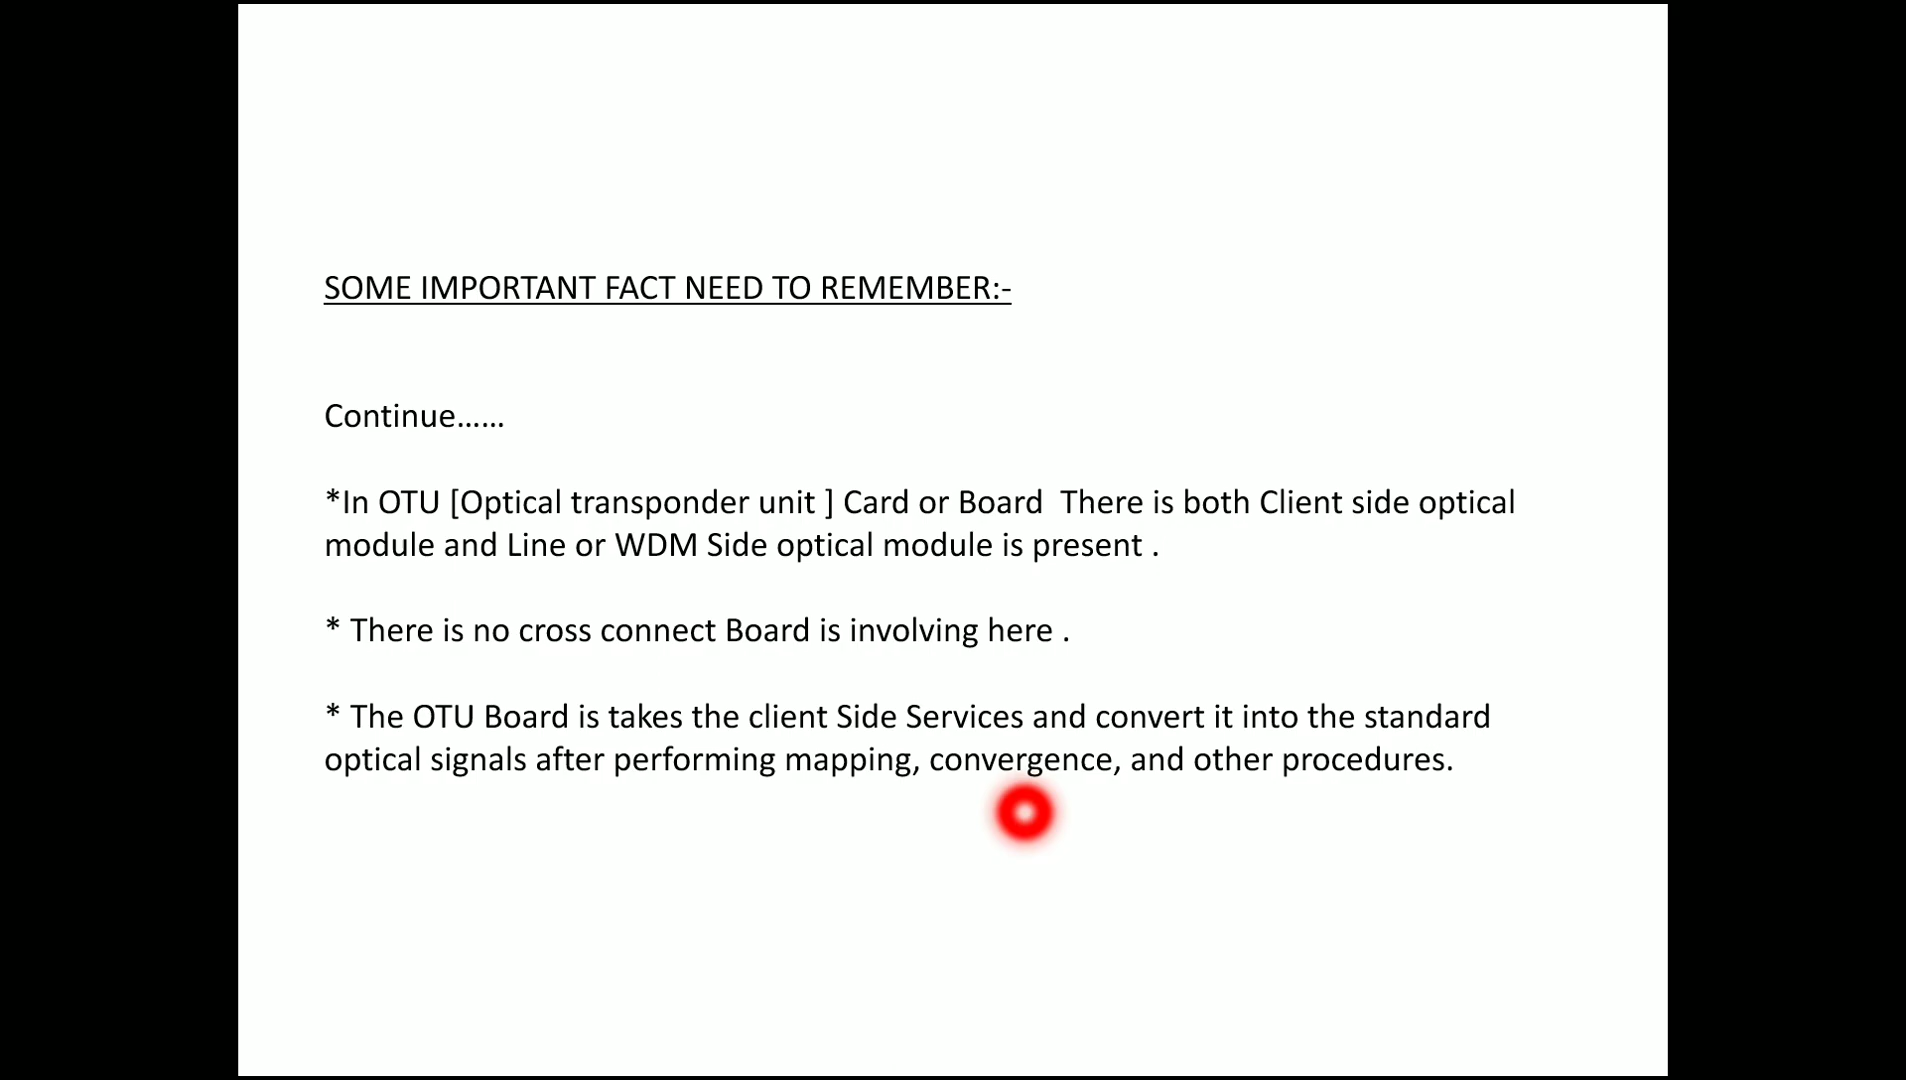 SOME IMPORTANT FACT NEED TO REMEMBER:-
Continue......
*In OTU [Optical transponder unit ] Card or Board  There is both Client side optical
module and Line or WDM Side optical module is present .
* There is no cross connect Board is involving here .
* The OTU Board is takes the client Side Services and convert it into the standard
optical signals after performing mapping, convergence, and other procedures.